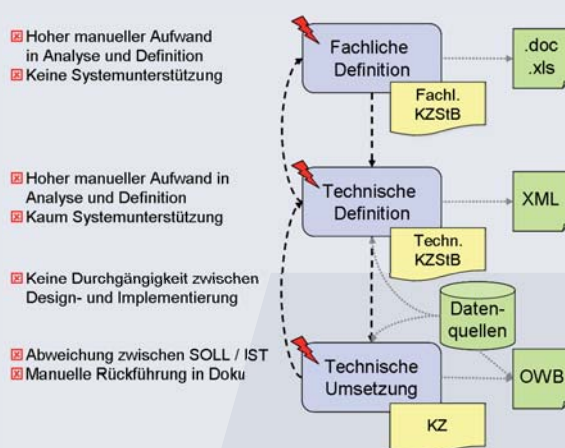 Hoher manueller Aufwand
in Analyse und Definition
Keine Systemunterstützung
Fachliche
Definition
.doc
.xls
Fachl.
KZStB
Hoher manueller Aufwand in
Analyse und Definition
Kaum Systemunterstützung
Technische
Definition
XML
Techn.
KZStB
Keine Durchgängigkeit zwischen
Design- und Implementierung
Daten-
quellen
Abweichung zwischen SOLL / IST
Manuelle Rückführung in Doku
Technische
Umsetzung
OWB
KZ